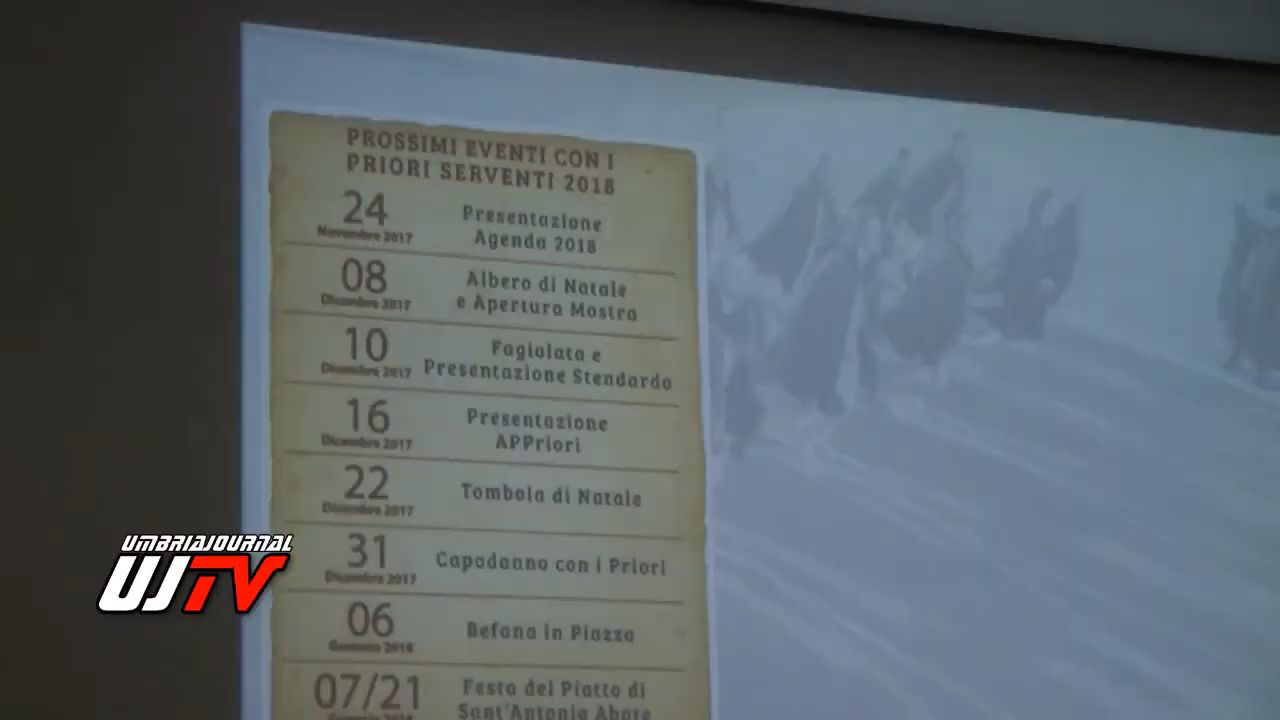 PROSSIMI EVENTI CON I
PRIORI SERVENTI 2018
24
Novembre 2017
Presentazione
Agenda 2018
08
Dicembre 2017
Albero di Natale
e Apertura Mostra
10
Dicembre 2017
Fagiolata e
Presentazione Stendardo
16
Dicembre 2017
Presentazione
APPriori
22
Dicembre 2017
Tombola di Natale
31
Dicembre 2017
Capodanno con i Priori
06
Gennaio 2018
Befana in Piazza
07/21
Gennaio 2018
Festa del Piatto di
Sant'Antonio Abate
UMBRIAJOURNAL
UJTV